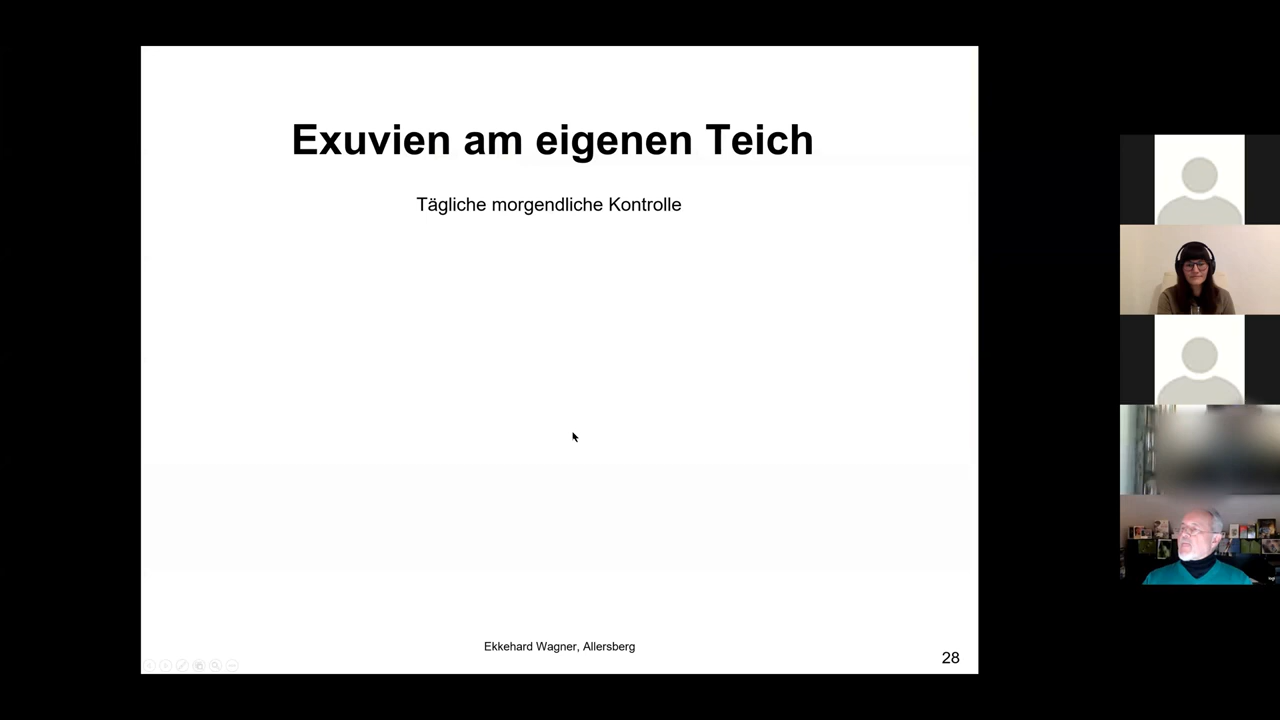 Exuvien am eigenen Teich
Tägliche morgendliche Kontrolle
Ekkehard Wagner, Allersberg
28